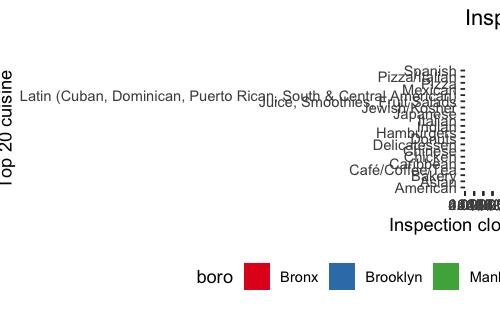 Insp
Spanish
Pizza/Italian
Pizza
Mexican
Latin (Cuban, Dominican, Puerto Rican, South & Central American)
Juice, Smoothies, Fruit Salads
Jewish/Kosher
Japanese
Italian
Indian
Hamburgers
Donuts
Delicatessen
Chinese
Chicken
Caribbean
Café/Coffee/Tea
Bakery
Asian
American
Top 20 cuisine
Inspection clo
boro Bronx Brooklyn Manl